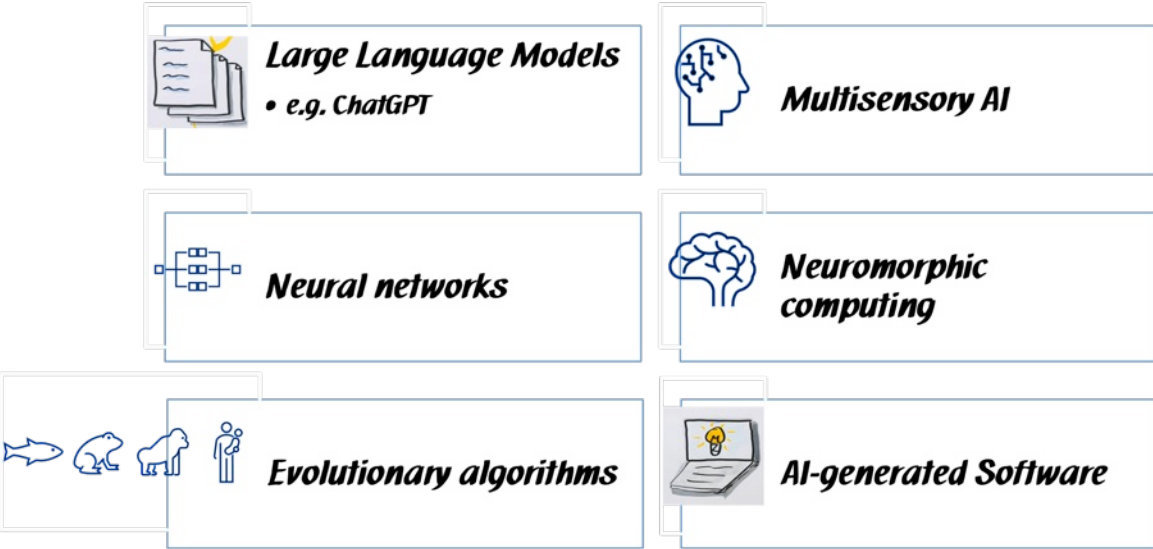 Large Language Models
• e.g. ChatGPT
Multisensory AI
Neural networks
Neuromorphic
computing
Evolutionary algorithms
AI-generated Software